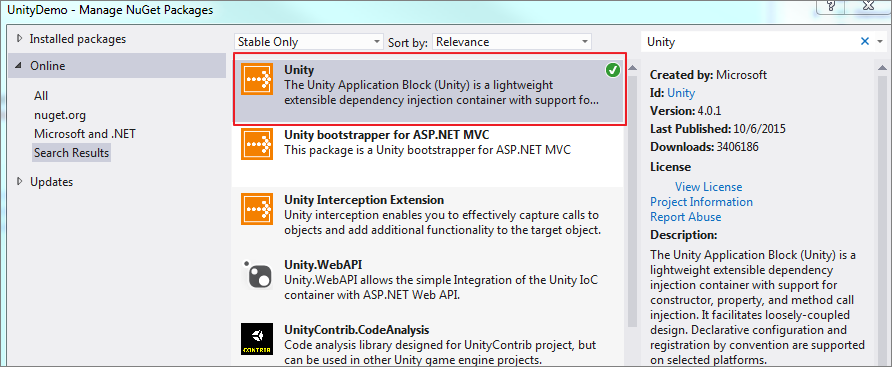 UnityDemo - Manage NuGet Packages
Installed packages
Online
All
nuget.org
Microsoft and .NET
Search Results
Updates
Stable Only
Sort by: Relevance
Unity
The Unity Application Block (Unity) is a lightweight
extensible dependency injection container with support fo...
Unity bootstrapper for ASP.NET MVC
This package is a Unity bootstrapper for ASP.NET MVC
Unity Interception Extension
Unity interception enables you to effectively capture calls to
objects and add additional functionality to the target object.
Unity.WebAPI
Unity.WebAPI allows the simple Integration of the Unity IoC
container with ASP.NET Web API.
CONTRIB
UnityContrib.CodeAnalysis
Code analysis library designed for UnityContrib project, but
can be used in other Unity game engine projects.
Unity
Created by: Microsoft
Id: Unity
Version: 4.0.1
Last Published: 10/6/2015
Downloads: 3406186
License
View License
Project Information
Report Abuse
Description:
The Unity Application Block (Unity) is a
lightweight extensible dependency
injection container with support for
constructor, property, and method call
injection. It facilitates loosely-coupled
design. Declarative configuration and
registration by convention are supported
on selected platforms.